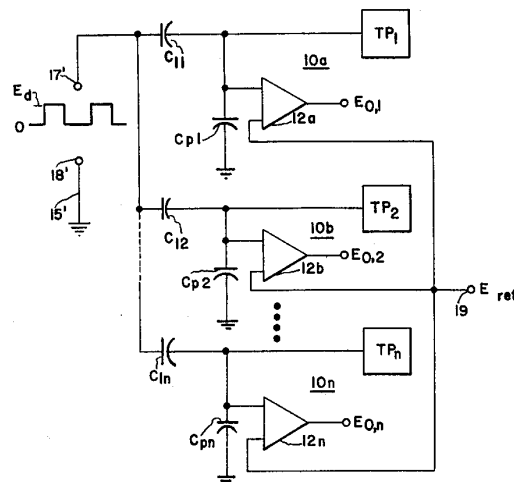 17'
C11
TP1
10a
Ed
0
12a
E0,1
Cp1
18'
15'
C12
TP2
10b
12b
E0,2
Cp2
E ref
19
C1n
TPn
10n
12n
E0,n
Cpn